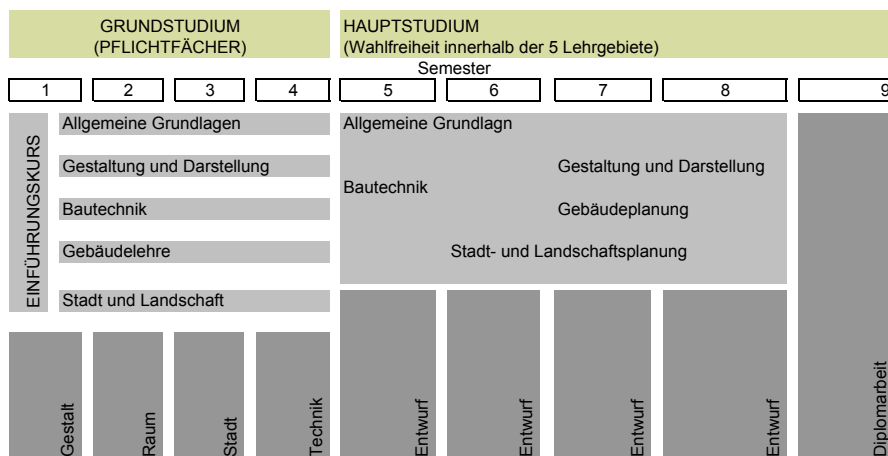 GRUNDSTUDIUM
(PFLICHTFÄCHER)
HAUPTSTUDIUM
(Wahlfreiheit innerhalb der 5 Lehrgebiete)
Semester
1 2 3 4 5 6 7 8 9
EINFÜHRUNGSKURS
Allgemeine Grundlagen
Gestaltung und Darstellung
Bautechnik
Gebäudelehre
Stadt und Landschaft
Allgemeine Grundlagn
Gestaltung und Darstellung
Bautechnik
Gebäudeplanung
Stadt- und Landschaftsplanung
Gestalt
Raum
Stadt
Technik
Entwurf
Entwurf
Entwurf
Entwurf
Diplomarbeit